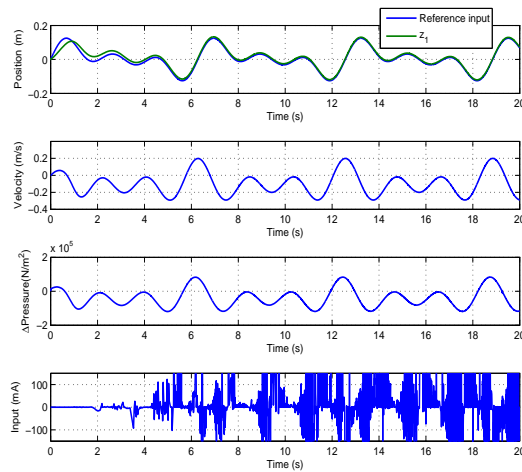 Reference input
z1
0.2
0
−0.2
Position (m)
0 2 4 6 8 10 12 14 16 18 20
Time (s)
0.2
0
−0.2
−0.4
Velocity (m/s)
0 2 4 6 8 10 12 14 16 18 20
Time (s)
x 10^5
2
0
−2
ΔPressure(N/m²)
0 2 4 6 8 10 12 14 16 18 20
Time (s)
100
0
−100
Input (mA)
0 2 4 6 8 10 12 14 16 18 20
Time (s)